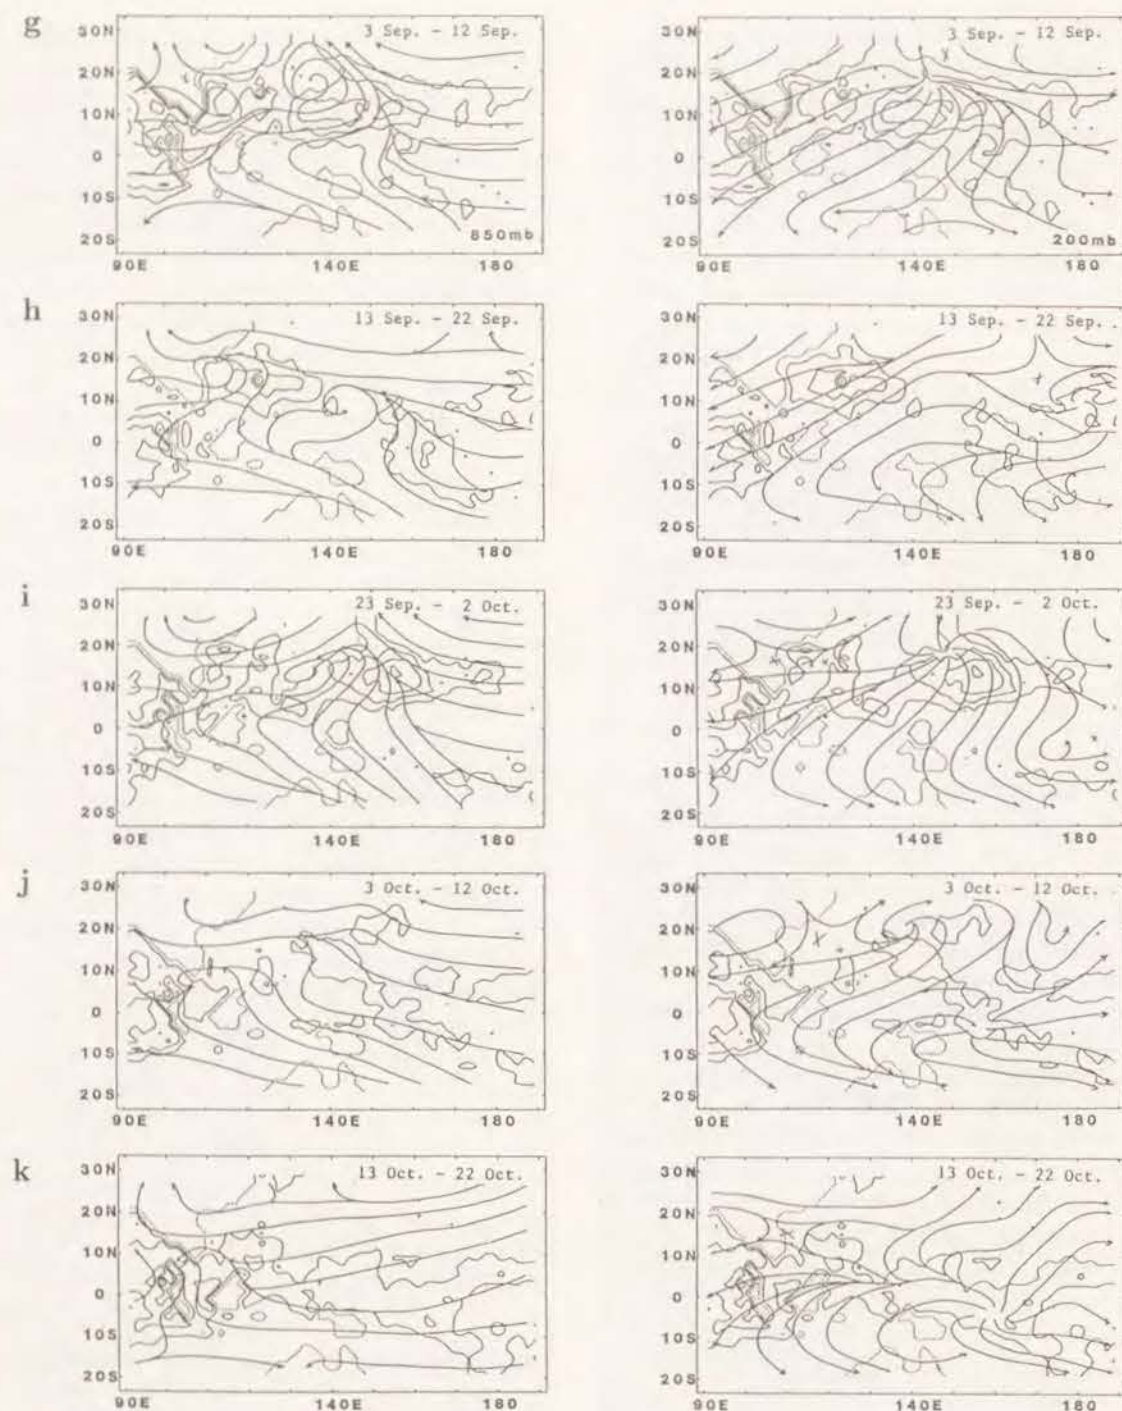 g
3 Sep. - 12 Sep.
30N
20N
10N
0
10S
20S
850mb
90E 140E 180
3 Sep. - 12 Sep.
30N
20N
10N
0
10S
20S
200mb
90E 140E 180
h
13 Sep. - 22 Sep.
30N
20N
10N
0
10S
20S
90E 140E 180
13 Sep. - 22 Sep.
30N
20N
10N
0
10S
20S
90E 140E 180
i
23 Sep. - 2 Oct.
30N
20N
10N
0
10S
20S
90E 140E 180
23 Sep. - 2 Oct.
30N
20N
10N
0
10S
20S
90E 140E 180
j
3 Oct. - 12 Oct.
30N
20N
10N
0
10S
20S
90E 140E 180
3 Oct. - 12 Oct.
30N
20N
10N
0
10S
20S
90E 140E 180
k
13 Oct. - 22 Oct.
30N
20N
10N
0
10S
20S
90E 140E 180
13 Oct. - 22 Oct.
30N
20N
10N
0
10S
20S
90E 140E 180